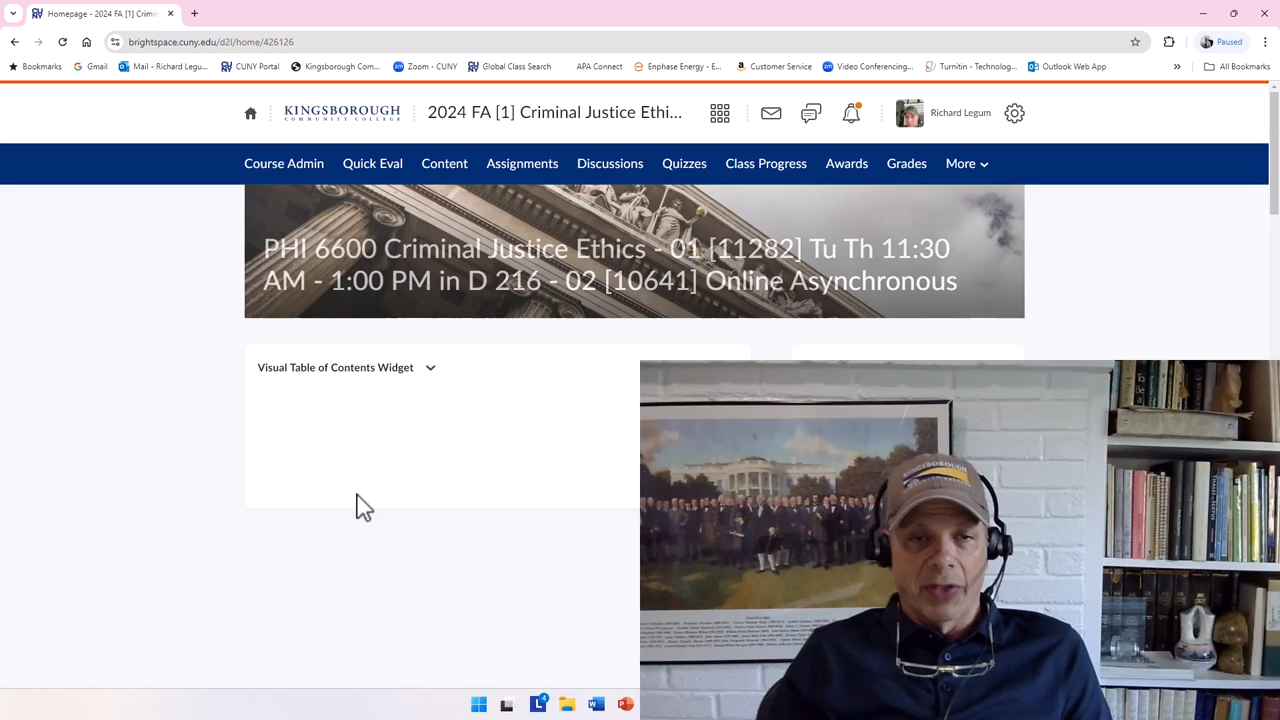 Homepage - 2024 FA [1] Crimin
brightspace.cuny.edu/d2l/home/426126
Paused
Bookmarks
Gmail
Mail - Richard Legu...
CUNY Portal
Kingsborough Com...
Zoom - CUNY
Global Class Search
APA Connect
Enphase Energy - E...
Customer Service
Video Conferencing...
Turnitin - Technolog...
Outlook Web App
All Bookmarks
KINGSBOROUGH
COMMUNITY COLLEGE
2024 FA [1] Criminal Justice Ethi...
Richard Legum
Course Admin
Quick Eval
Content
Assignments
Discussions
Quizzes
Class Progress
Awards
Grades
More
PHI 6600 Criminal Justice Ethics - 01 [11282] Tu Th 11:30
AM - 1:00 PM in D 216 - 02 [10641] Online Asynchronous
Visual Table of Contents Widget
KINGSBOROUGH